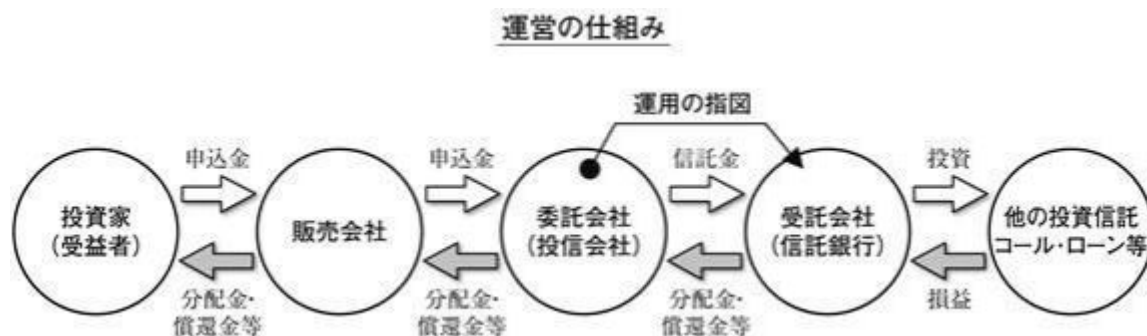 運営の仕組み
運用の指図
申込金
申込金
信託金
投資
投資家
(受益者)
販売会社
委託会社
(投信会社)
受託会社
(信託銀行)
他の投資信託
コール・ローン等
分配金・
償還金等
分配金・
償還金等
分配金・
償還金等
損益